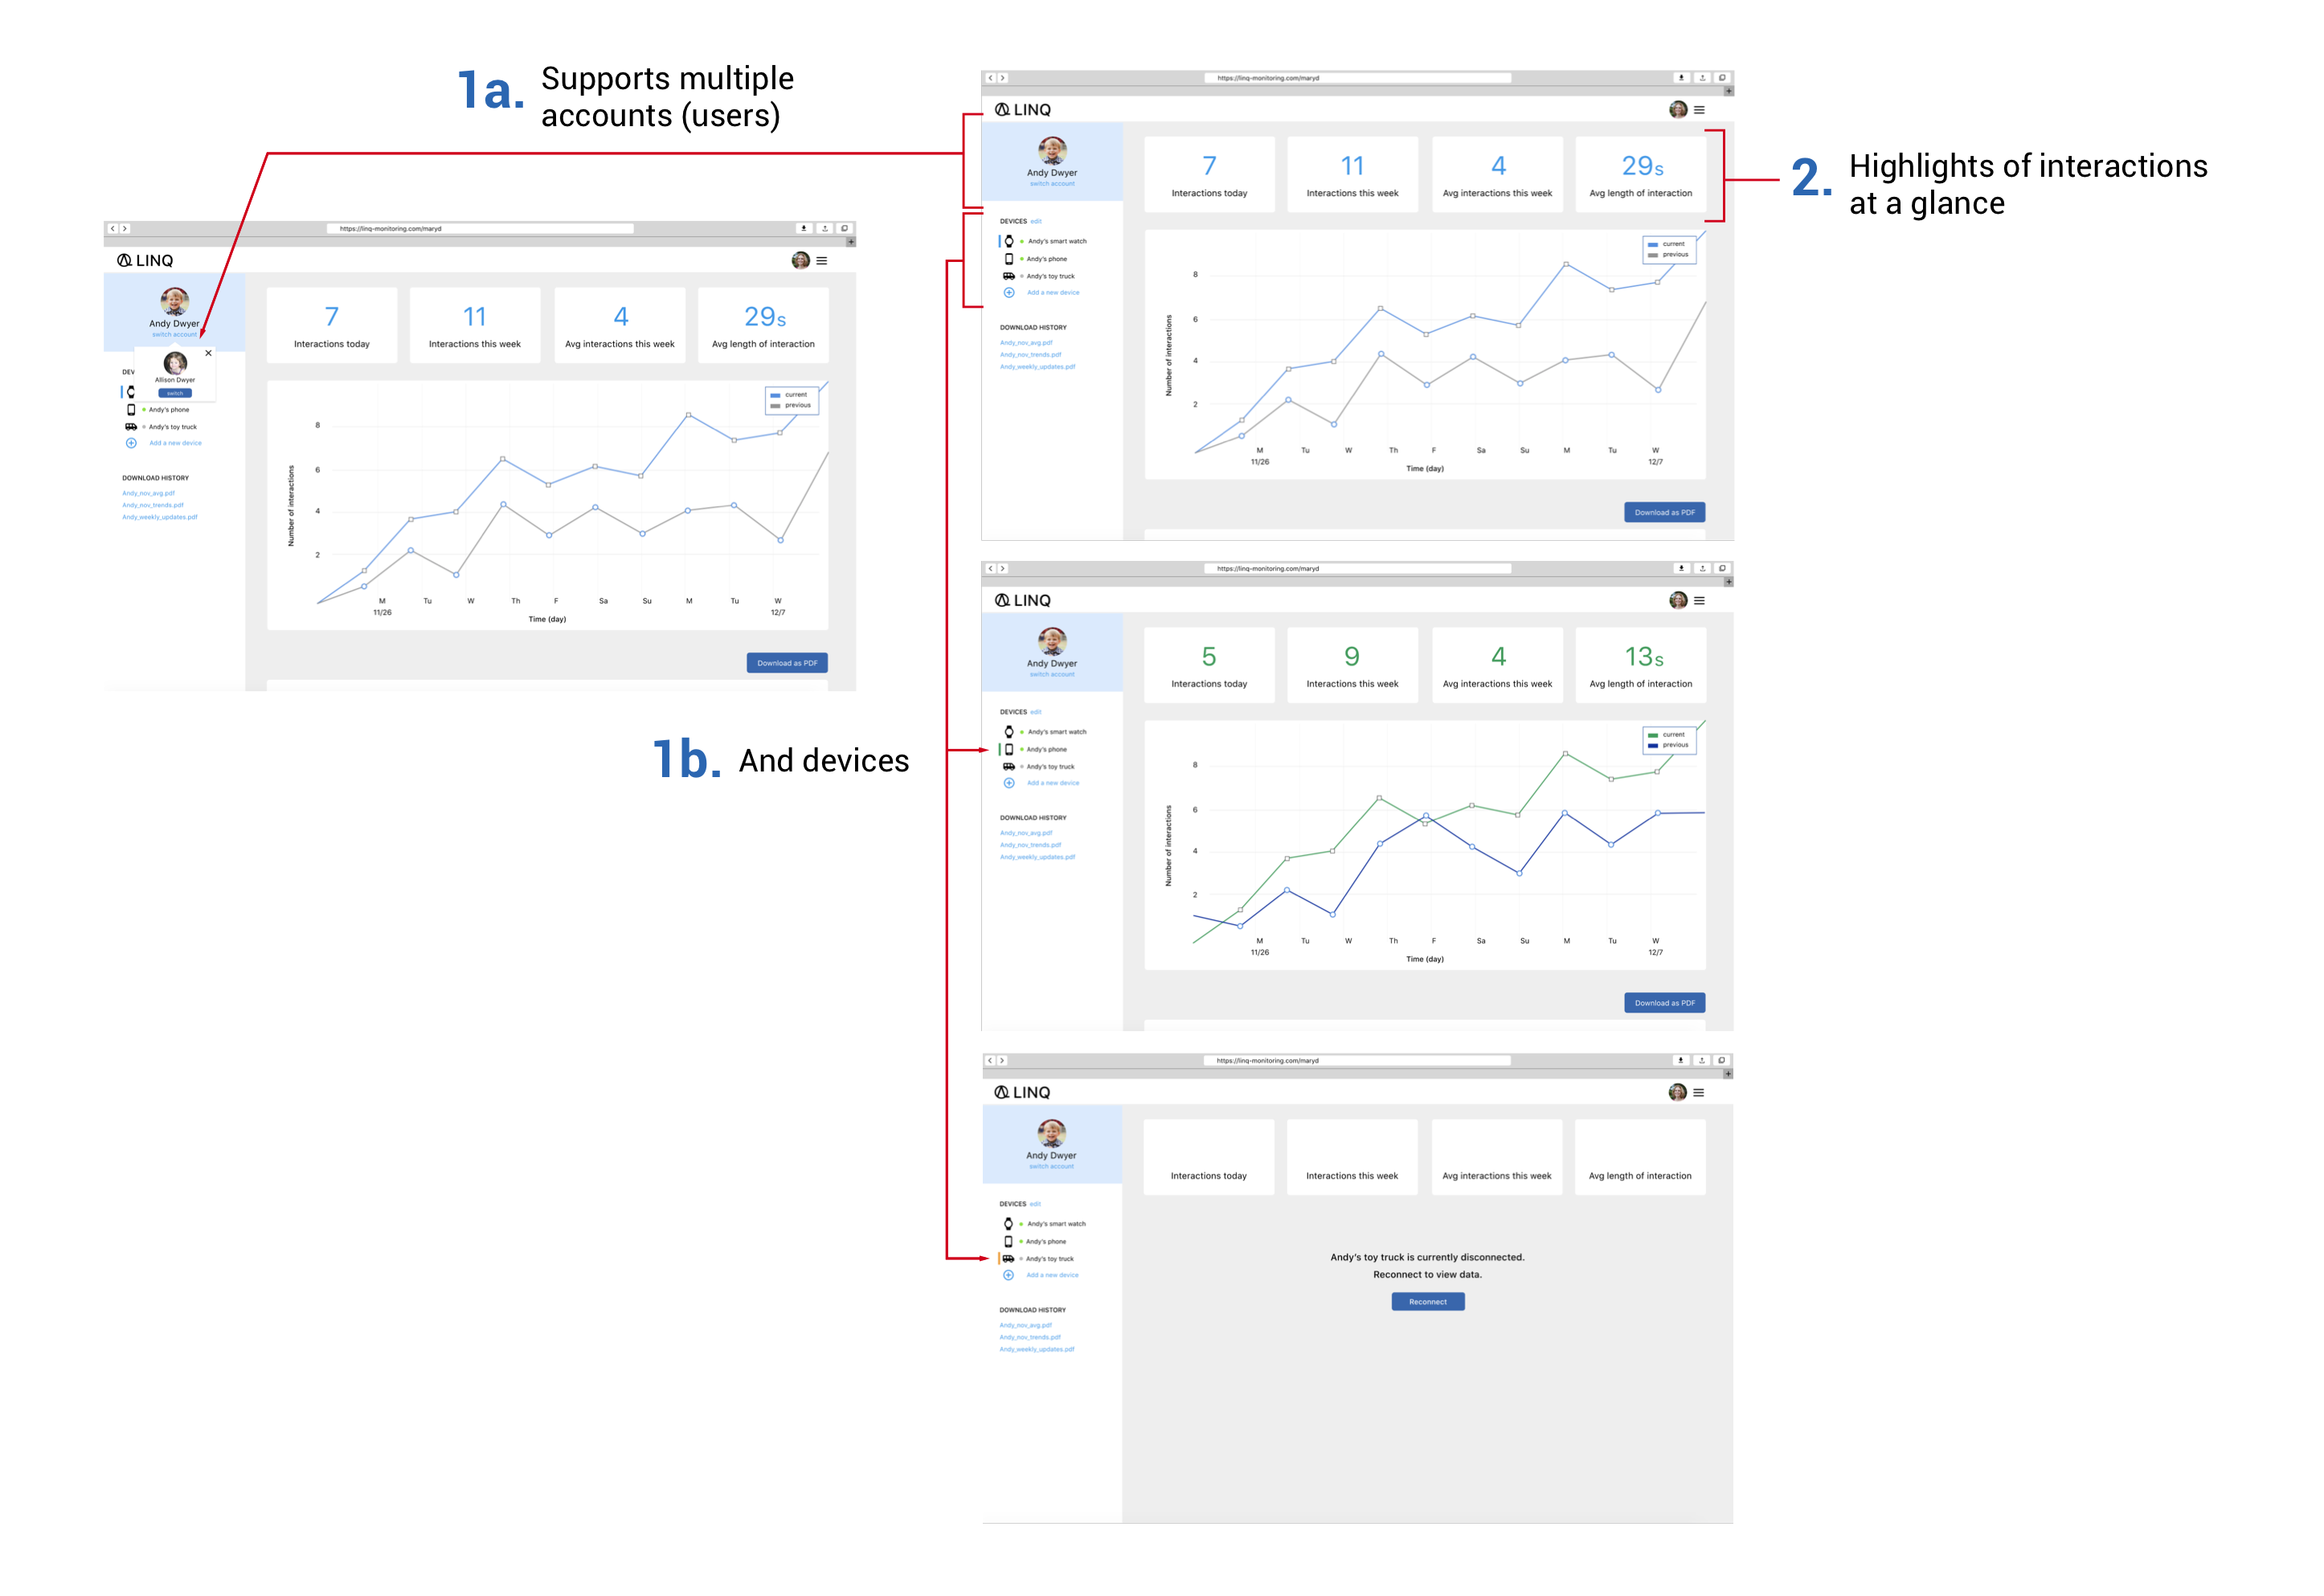 1a.
Supports multiple
accounts (users)
https://linq-monitoring.com/maryd
LINQ
Andy Dwyer
switch account
7
Interactions today
11
Interactions this week
4
Avg interactions this week
29s
Avg length of interaction
DEVICES edit
Andy's smart watch
Andy's phone
Andy's toy truck
Add a new device
DOWNLOAD HISTORY
Andy_nov_avg.pdf
Andy_nov_trends.pdf
Andy_weekly_updates.pdf
current
previous
Number of interactions
8
6
4
2
M Tu W Th F Sa Su M Tu W
11/26 12/7
Time (day)
Download as PDF
2.
Highlights of interactions
at a glance
https://linq-monitoring.com/maryd
LINQ
Andy Dwyer
switch account
Allison Dwyer
switch
DEV
Andy's phone
Andy's toy truck
Add a new device
DOWNLOAD HISTORY
Andy_nov_avg.pdf
Andy_nov_trends.pdf
Andy_weekly_updates.pdf
7
Interactions today
11
Interactions this week
4
Avg interactions this week
29s
Avg length of interaction
current
previous
Number of interactions
8
6
4
2
M Tu W Th F Sa Su M Tu W
11/26 12/7
Time (day)
Download as PDF
1b.
And devices
https://linq-monitoring.com/maryd
LINQ
Andy Dwyer
switch account
5
Interactions today
9
Interactions this week
4
Avg interactions this week
13s
Avg length of interaction
DEVICES edit
Andy's smart watch
Andy's phone
Andy's toy truck
Add a new device
DOWNLOAD HISTORY
Andy_nov_avg.pdf
Andy_nov_trends.pdf
Andy_weekly_updates.pdf
current
previous
Number of interactions
8
6
4
2
M Tu W Th F Sa Su M Tu W
11/26 12/7
Time (day)
Download as PDF
https://linq-monitoring.com/maryd
LINQ
Andy Dwyer
switch account
Interactions today
Interactions this week
Avg interactions this week
Avg length of interaction
DEVICES edit
Andy's smart watch
Andy's phone
Andy's toy truck
Add a new device
DOWNLOAD HISTORY
Andy_nov_avg.pdf
Andy_nov_trends.pdf
Andy_weekly_updates.pdf
Andy's toy truck is currently disconnected.
Reconnect to view data.
Reconnect